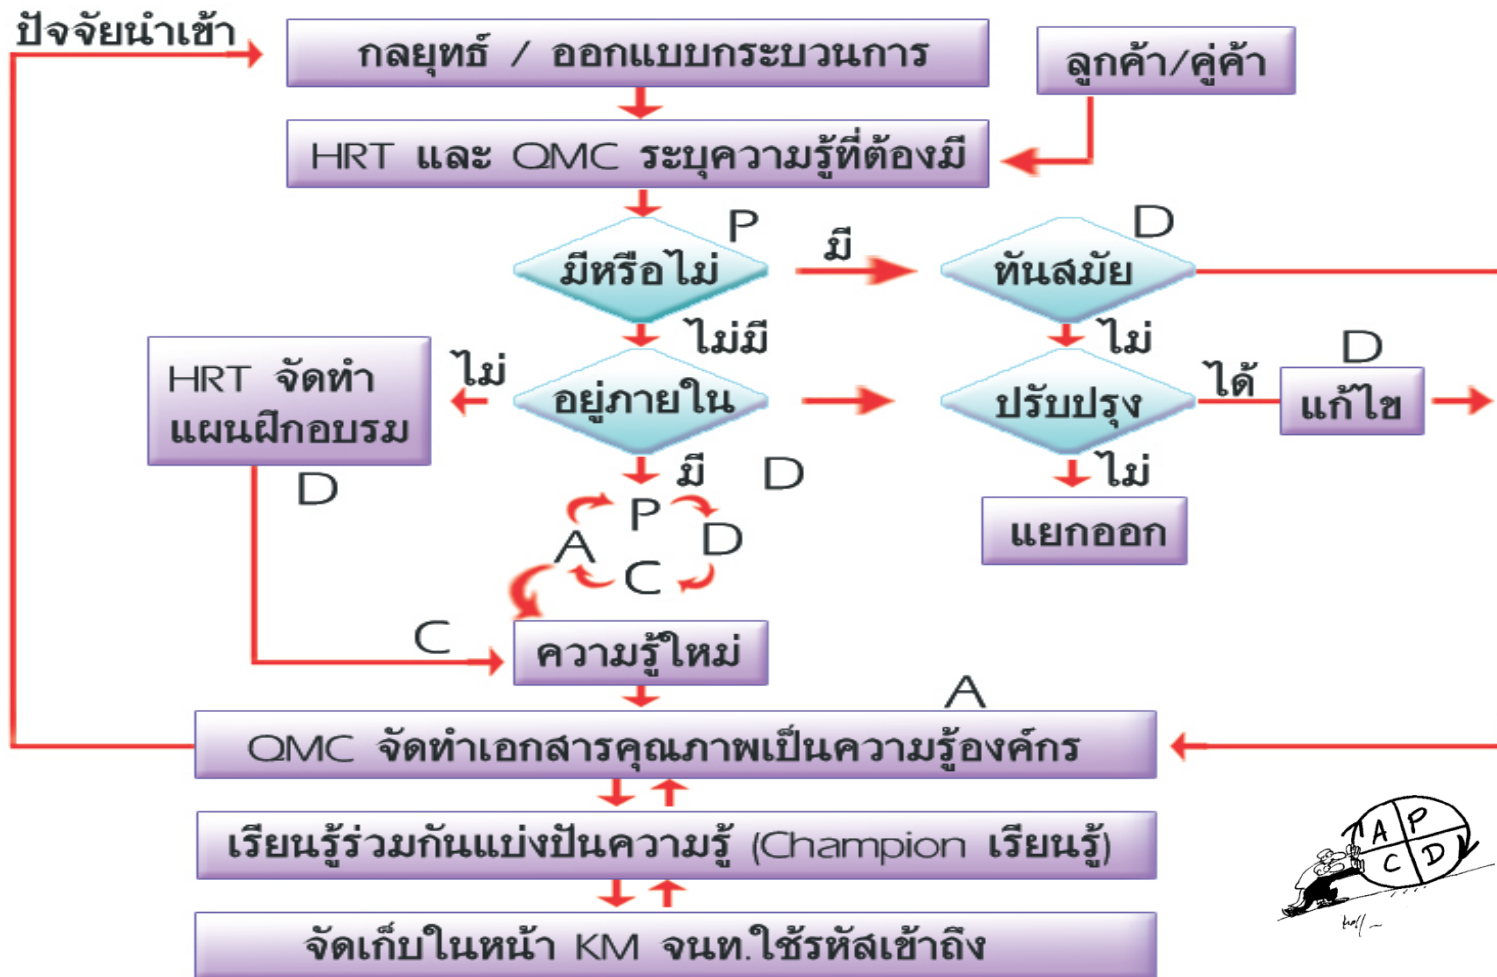 ปัจจัยนำเข้า
กลยุทธ์ / ออกแบบกระบวนการ
ลูกค้า/คู่ค้า
HRT และ QMC ระบุความรู้ที่ต้องมี
P
D
มีหรือไม่
มี
ทันสมัย
ไม่มี
ไม่
D
HRT จัดทำ
แผนฝึกอบรม
ไม่
อยู่ภายใน
ปรับปรุง
ได้
แก้ไข
D
มี
D
ไม่
P
A
D
C
แยกออก
C
ความรู้ใหม่
A
QMC จัดทำเอกสารคุณภาพเป็นความรู้องค์กร
เรียนรู้ร่วมกันแบ่งปันความรู้ (Champion เรียนรู้)
A P
C D
จัดเก็บในหน้า KM จนท.ใช้รหัสเข้าถึง